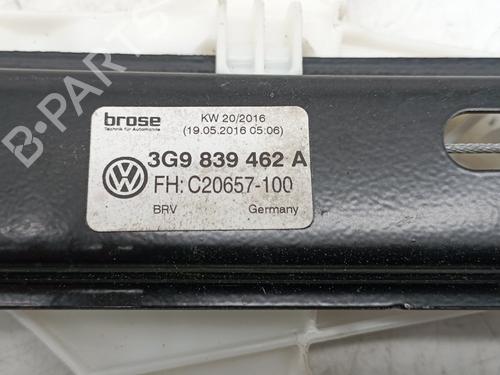 brose
Technik für Automobile
KW 20/2016
(19.05.2016 05:06)
3G9 839 462 A
FH: C20657-100
BRV Germany
B-PARTS